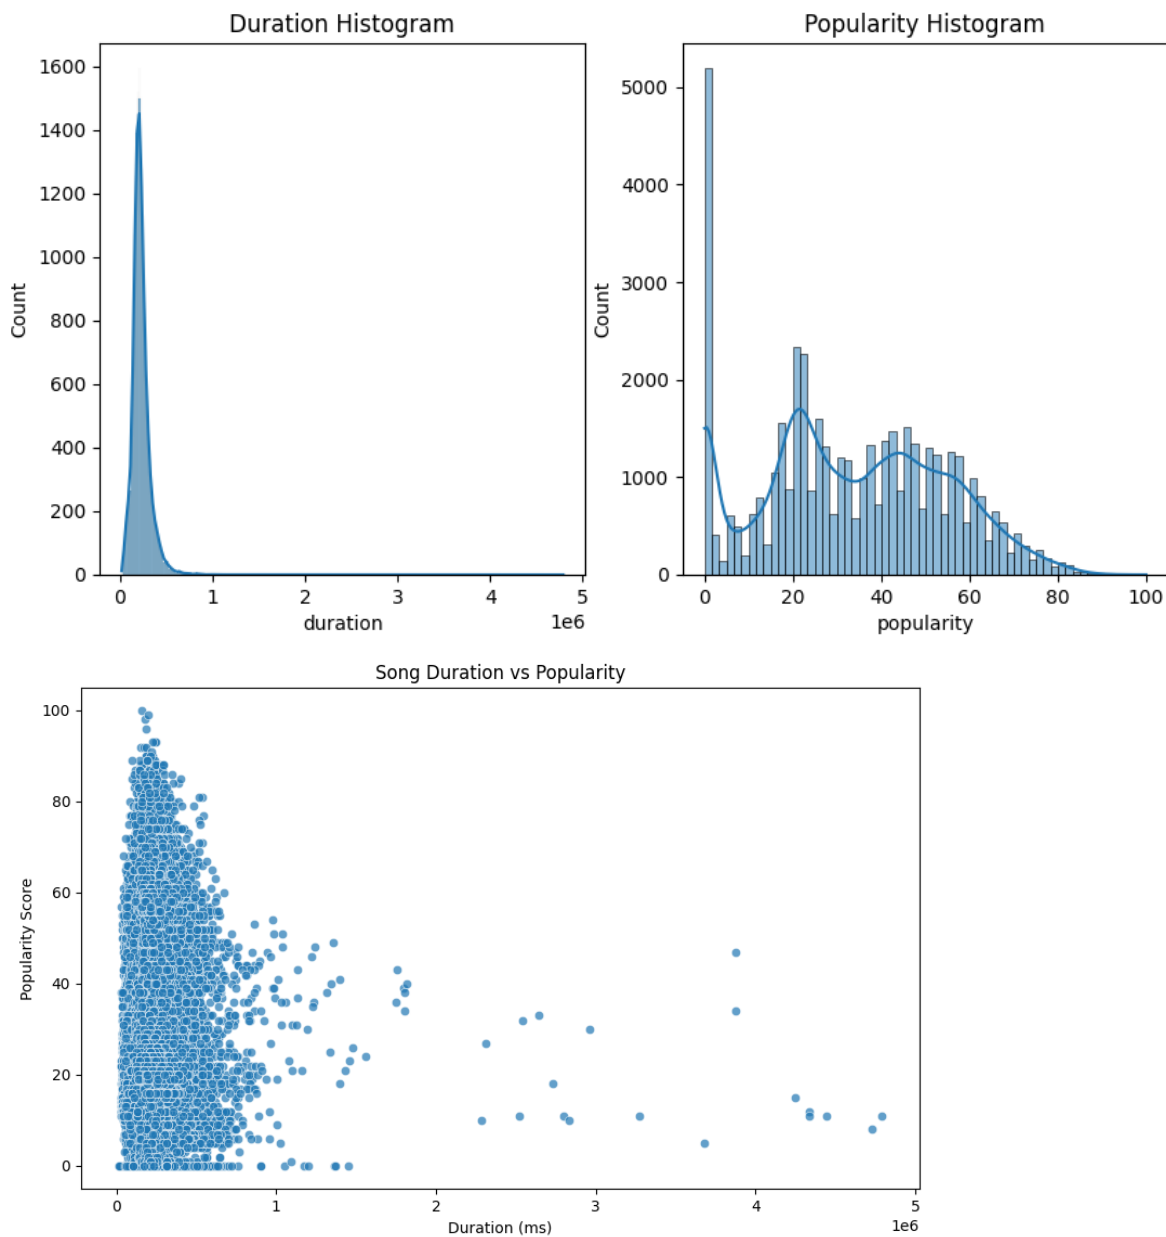 Duration Histogram
1600
1400
1200
1000
800
600
400
200
0
Count
0 1 2 3 4 5
1e6
duration
Popularity Histogram
5000
4000
3000
2000
1000
0
Count
0 20 40 60 80 100
popularity
Song Duration vs Popularity
100
80
60
40
20
0
Popularity Score
0 1 2 3 4 5
1e6
Duration (ms)